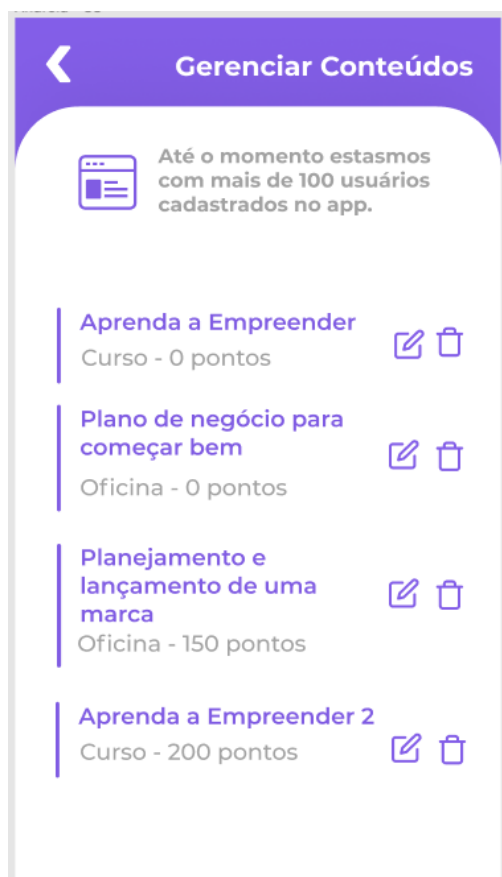 Gerenciar Conteúdos
Até o momento estasmos
com mais de 100 usuários
cadastrados no app.
Aprenda a Empreender
Curso - 0 pontos
Plano de negócio para
começar bem
Oficina - 0 pontos
Planejamento e
lançamento de uma
marca
Oficina - 150 pontos
Aprenda a Empreender 2
Curso - 200 pontos